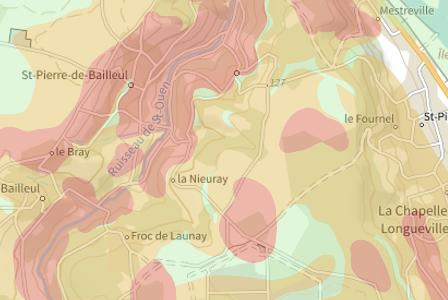 Mestreville
Île
St-Pierre-de-Bailleul
127
Ruisseau de St-Ouen
le Fournel
St-Pi
le Bray
la Nieuray
Bailleul
La Chapelle
Longueville
Froc de Launay